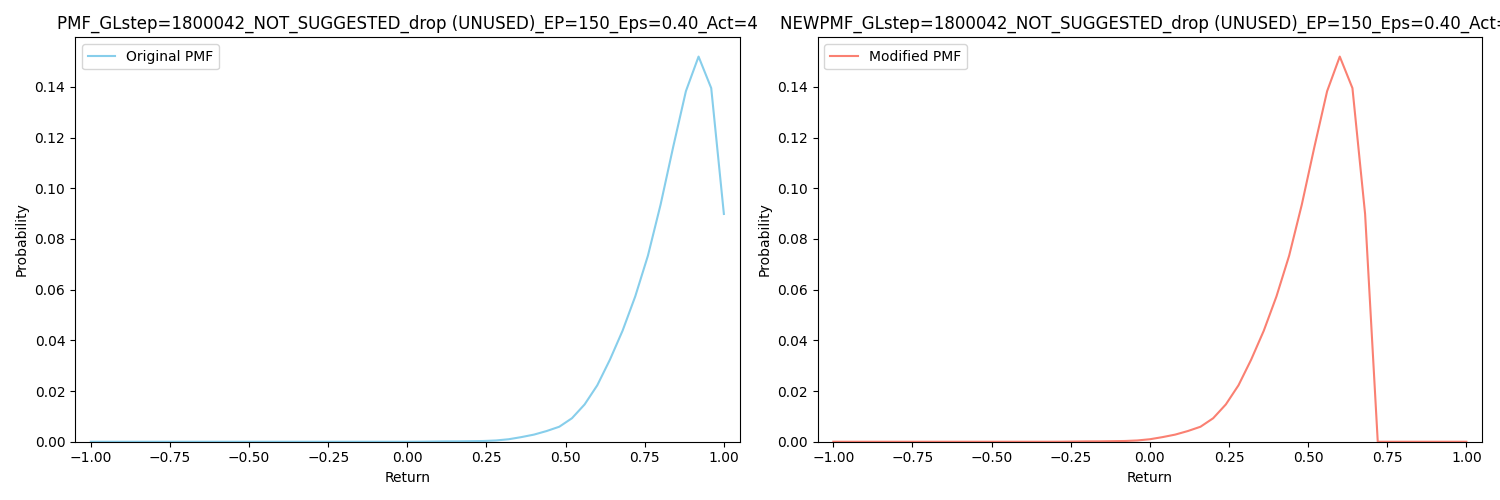 PMF_GLstep=1800042_NOT_SUGGESTED_drop (UNUSED)_EP=150_Eps=0.40_Act=4
Original PMF
Probability
0.14
0.12
0.10
0.08
0.06
0.04
0.02
0.00
−1.00 −0.75 −0.50 −0.25 0.00 0.25 0.50 0.75 1.00
Return
NEWPMF_GLstep=1800042_NOT_SUGGESTED_drop (UNUSED)_EP=150_Eps=0.40_Act=
Modified PMF
Probability
0.14
0.12
0.10
0.08
0.06
0.04
0.02
0.00
−1.00 −0.75 −0.50 −0.25 0.00 0.25 0.50 0.75 1.00
Return